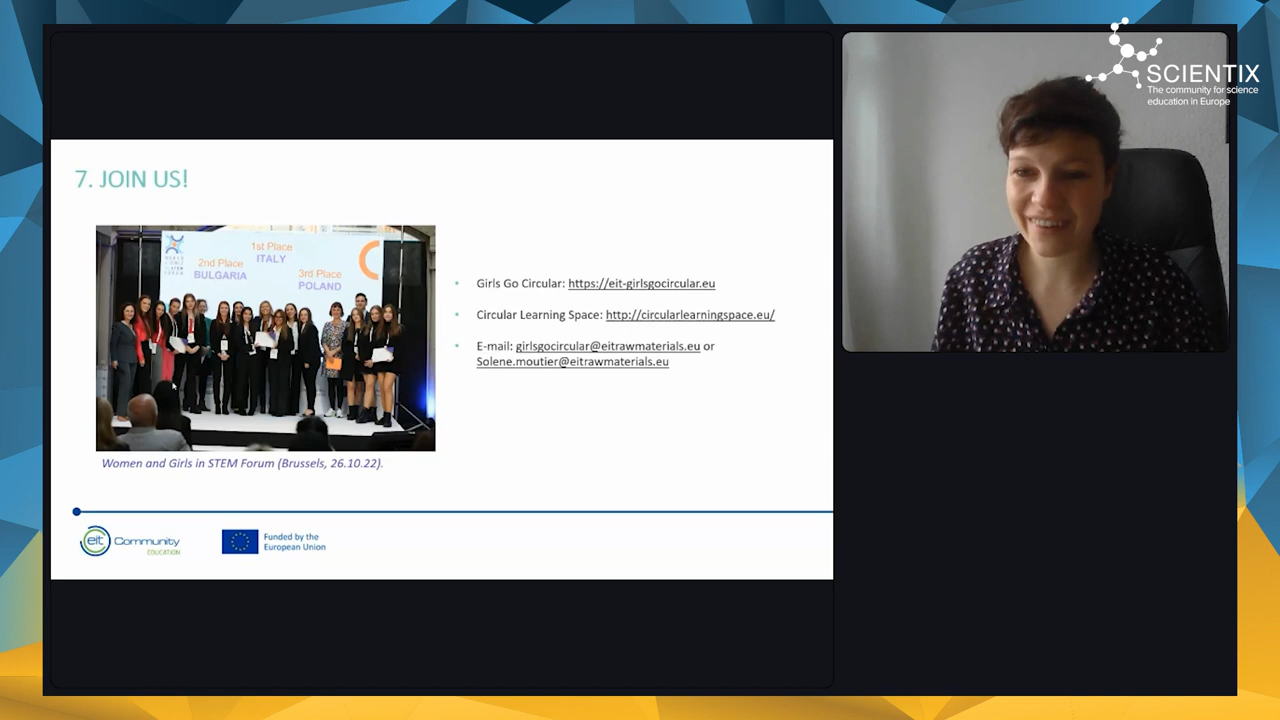 SCIENTIX
The community for science
education in Europe
7. JOIN US!
1st Place
ITALY
2nd Place
BULGARIA
3rd Place
POLAND
• Girls Go Circular: https://eit-girlsgocircular.eu
• Circular Learning Space: http://circularlearningspace.eu/
• E-mail: girlsgocircular@eitrawmaterials.eu or
Solene.moutier@eitrawmaterials.eu
Women and Girls in STEM Forum (Brussels, 26.10.22).
eit Community
EDUCATION
Funded by the
European Union